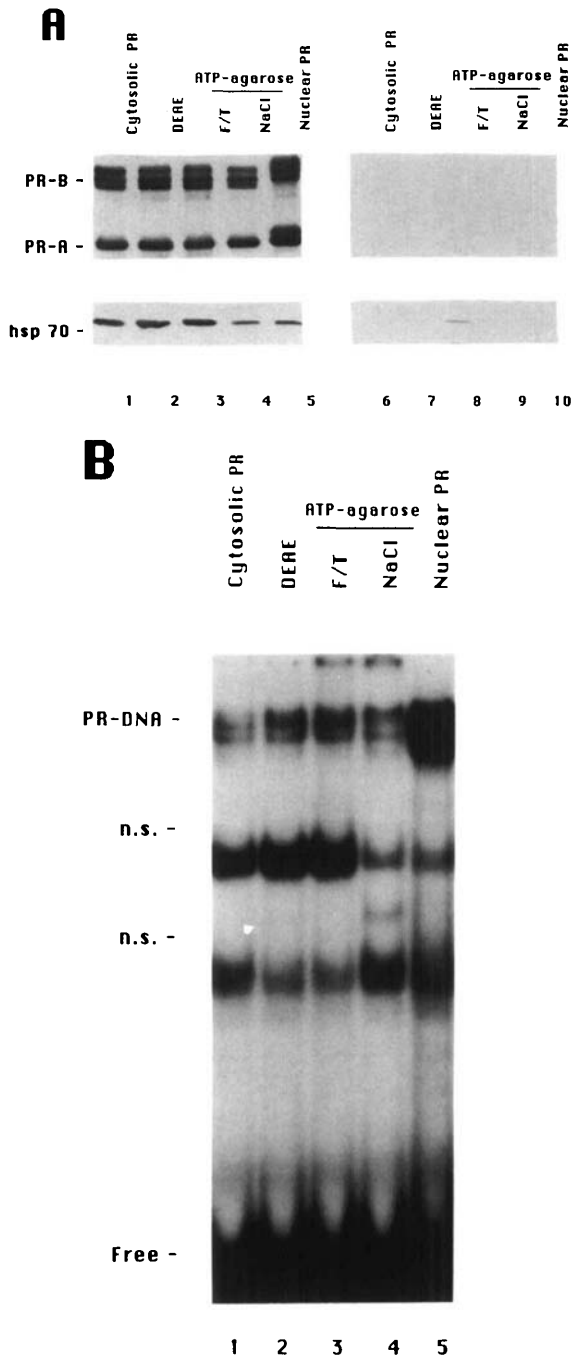 A
Cytosolic PR
DEAE
ATP-agarose
F/T
NaCl
Nuclear PR
Cytosolic PR
DEAE
ATP-agarose
F/T
NaCl
Nuclear PR
PR-B -
PR-A -
hsp 70 -
1 2 3 4 5 6 7 8 9 10
B
Cytosolic PR
DEAE
ATP-agarose
F/T
NaCl
Nuclear PR
PR-DNA -
n.s. -
n.s. -
Free -
1 2 3 4 5